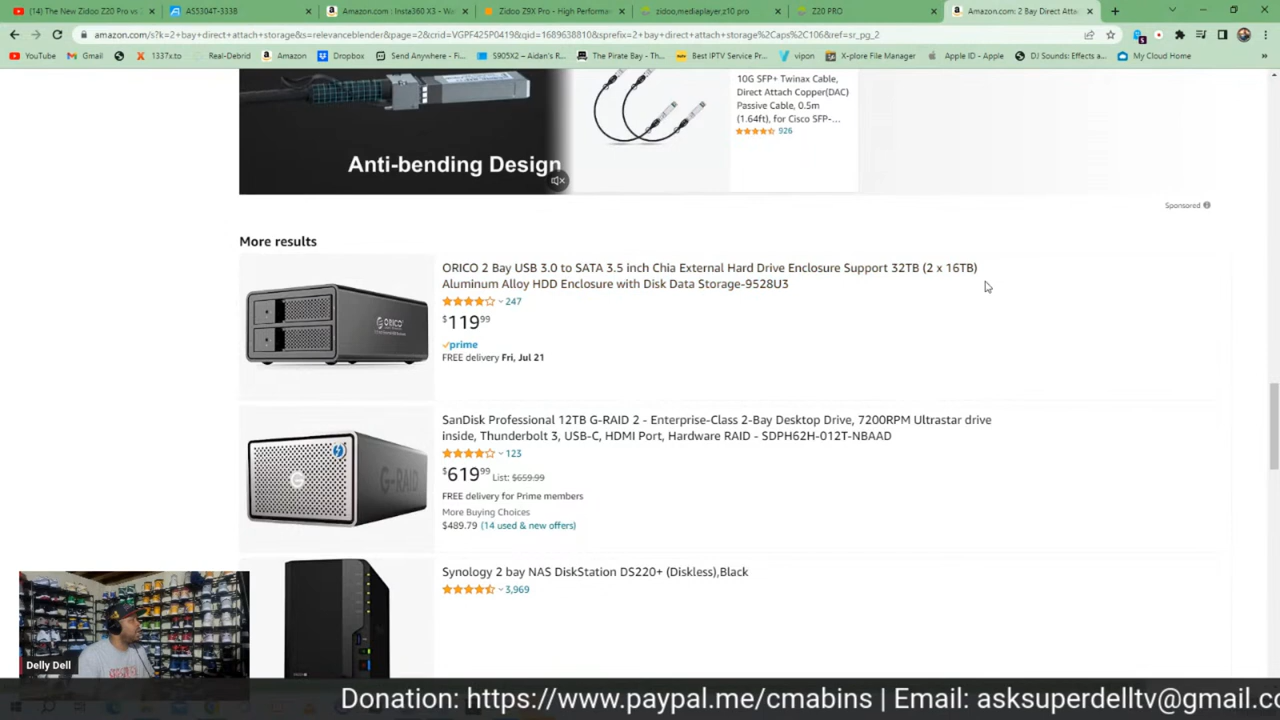 (14) The New Zidoo Z20 Pro vs
AS5304T-333B
Amazon.com : Insta360 X3 - W
Zidoo Z9X Pro - High Performa
zidoo,mediaplayer,z10 pro
Z20 PRO
Amazon.com: 2 Bay Direct Atta
amazon.com/s?k=2+bay+direct+attach+storage&s=relevanceblender&page=2&crid=VGPF425P0419&qid=1689638810&sprefix=2+bay+direct+attach+storage%2Caps%2C106&ref=sr_pg_2
YouTube
Gmail
1337x.to
Real-Debrid
Amazon
Dropbox
Send Anywhere - Fi...
S905X2 – Aidan's R...
The Pirate Bay - Th...
Best IPTV Service Pr...
vipon
X-plore File Manager
Apple ID - Apple
DJ Sounds: Effects a...
My Cloud Home
Anti-bending Design
10G SFP+ Twinax Cable,
Direct Attach Copper(DAC)
Passive Cable, 0.5m
(1.64ft), for Cisco SFP-...
926
Sponsored
More results
ORICO
ORICO 2 Bay USB 3.0 to SATA 3.5 inch Chia External Hard Drive Enclosure Support 32TB (2 x 16TB)
Aluminum Alloy HDD Enclosure with Disk Data Storage-9528U3
247
$119.99
prime
FREE delivery Fri, Jul 21
G
G-RAID
SanDisk Professional 12TB G-RAID 2 - Enterprise-Class 2-Bay Desktop Drive, 7200RPM Ultrastar drive
inside, Thunderbolt 3, USB-C, HDMI Port, Hardware RAID - SDPH62H-012T-NBAAD
123
$619.99 List: $659.99
FREE delivery for Prime members
More Buying Choices
$489.79 (14 used & new offers)
Synology 2 bay NAS DiskStation DS220+ (Diskless),Black
3,969
Delly Dell
Donation: https://www.paypal.me/cmabins | Email: asksuperdelltv@gmail.c